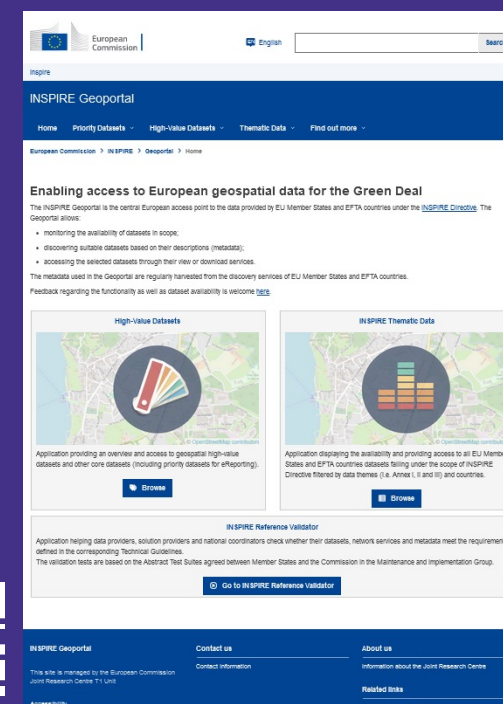 European
Commission
English
Search
Inspire
INSPIRE Geoportal
Home Priority Datasets High-Value Datasets Thematic Data Find out more
European Commission > INSPIRE > Geoportal > Home
Enabling access to European geospatial data for the Green Deal
The INSPIRE Geoportal is the central European access point to the data provided by EU Member States and EFTA countries under the INSPIRE Directive. The
Geoportal allows:
• monitoring the availability of datasets in scope;
• discovering suitable datasets based on their descriptions (metadata);
• accessing the selected datasets through their view or download services.
The metadata used in the Geoportal are regularly harvested from the discovery services of EU Member States and EFTA countries.
Feedback regarding the functionality as well as dataset availability is welcome here.
High-Value Datasets
© OpenStreetMap contributors
Application providing an overview and access to geospatial high-value
datasets and other core datasets (including priority datasets for eReporting).
Browse
INSPIRE Thematic Data
© OpenStreetMap contributors
Application displaying the availability and providing access to all EU Member
States and EFTA countries datasets falling under the scope of INSPIRE
Directive filtered by data themes (i.e. Annex I, II and III) and countries.
Browse
INSPIRE Reference Validator
Application helping data providers, solution providers and national coordinators check whether their datasets, network services and metadata meet the requirements
defined in the corresponding Technical Guidelines.
The validation tests are based on the Abstract Test Suites agreed between Member States and the Commission in the Maintenance and Implementation Group.
Go to INSPIRE Reference Validator
INSPIRE Geoportal
This site is managed by the European Commission
Joint Research Centre T1 Unit
Accessibility
Contact us
Contact information
About us
Information about the Joint Research Centre
Related links